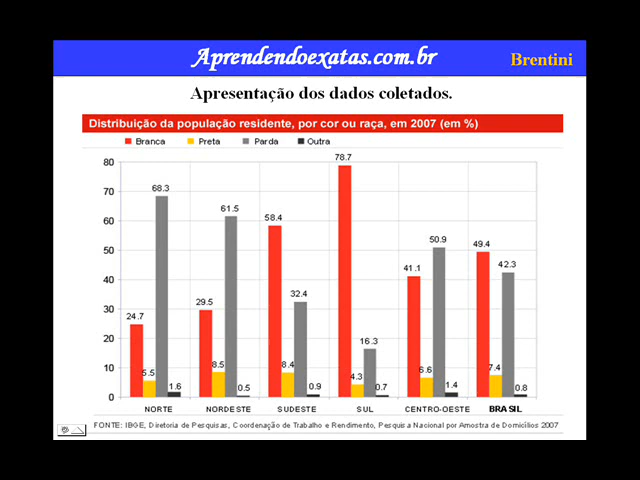 Aprendendoexatas.com.br
Brentini
Apresentação dos dados coletados.
Distribuição da população residente, por cor ou raça, em 2007 (em %)
Branca Preta Parda Outra
80
70
60
50
40
30
20
10
0
24.7 5.5 68.3 1.6
29.5 8.5 61.5 0.5
58.4 8.4 32.4 0.9
78.7 4.3 16.3 0.7
41.1 6.6 50.9 1.4
49.4 7.4 42.3 0.8
NORTE NORDESTE SUDESTE SUL CENTRO-OESTE BRASIL
FONTE: IBGE, Diretoria de Pesquisas, Coordenação de Trabalho e Rendimento, Pesquisa Nacional por Amostra de Domicílios 2007